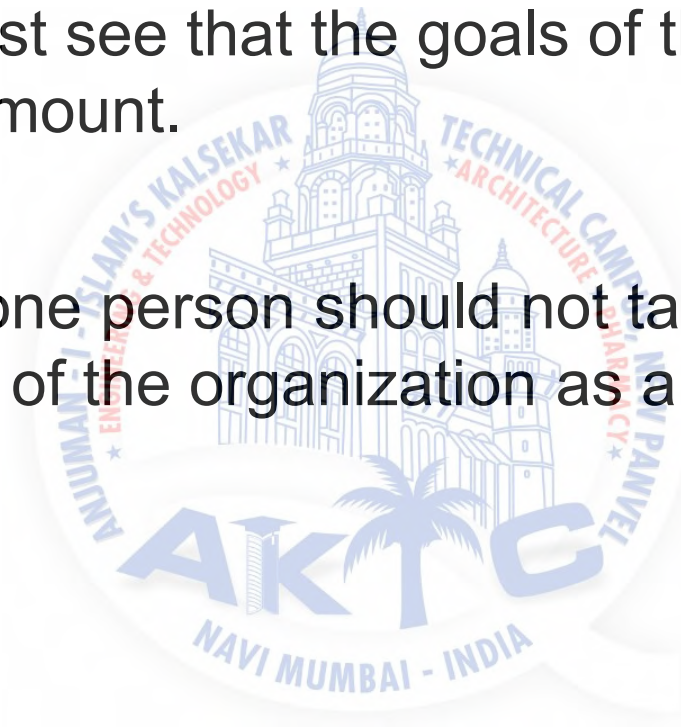 st see that the goals of t
mount.
one person should not ta
of the organization as a
ANJUMAN - I - ISLAM'S KALSEKAR TECHNICAL CAMPUS, NEW PANVEL
ENGINEERING & TECHNOLOGY * ARCHITECTURE * PHARMACY *
AKTC
NAVI MUMBAI - INDIA